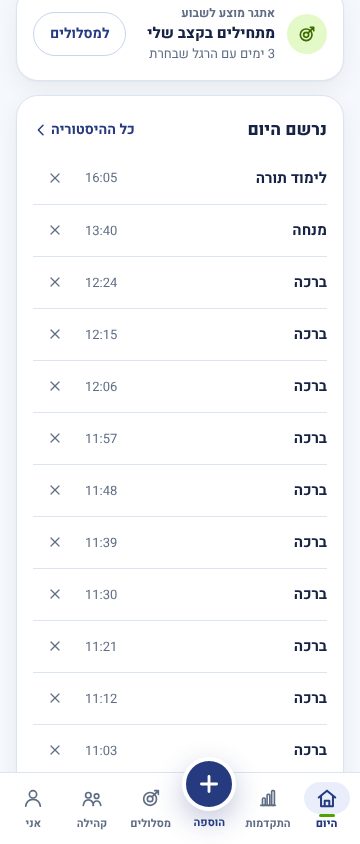 אתגר מוצע לשבוע
מתחילים בקצב שלי
3 ימים עם הרגל שבחרת
למסלולים
נרשם היום
כל ההיסטוריה
לימוד תורה 16:05
מנחה 13:40
ברכה 12:24
ברכה 12:15
ברכה 12:06
ברכה 11:57
ברכה 11:48
ברכה 11:39
ברכה 11:30
ברכה 11:21
ברכה 11:12
ברכה 11:03
היום
התקדמות
הוספה
מסלולים
קהילה
אני